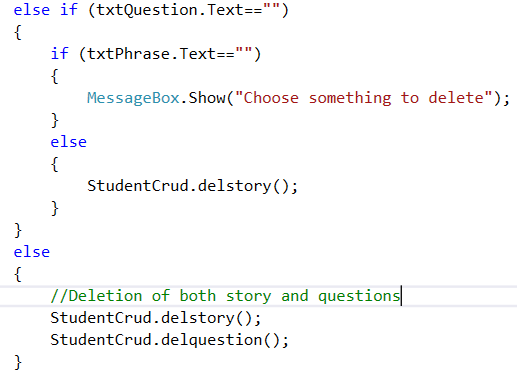 else if (txtQuestion.Text=="")
{
if (txtPhrase.Text=="")
{
MessageBox.Show("Choose something to delete");
}
else
{
StudentCrud.delstory();
}
}
else
{
//Deletion of both story and questions
StudentCrud.delstory();
StudentCrud.delquestion();
}